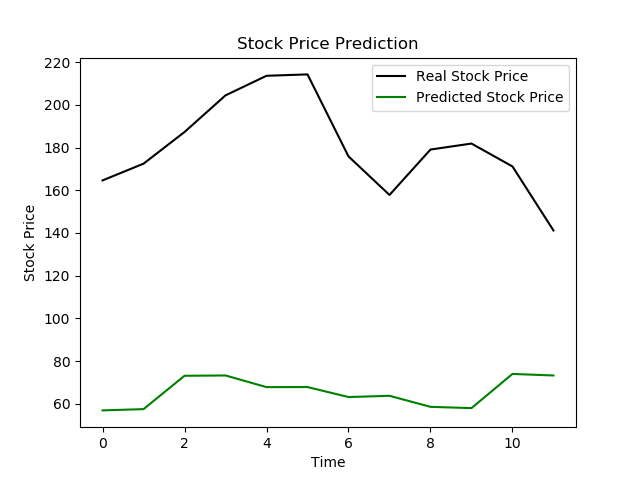 Stock Price Prediction
Real Stock Price
Predicted Stock Price
Stock Price
220
200
180
160
140
120
100
80
60
0 2 4 6 8 10
Time